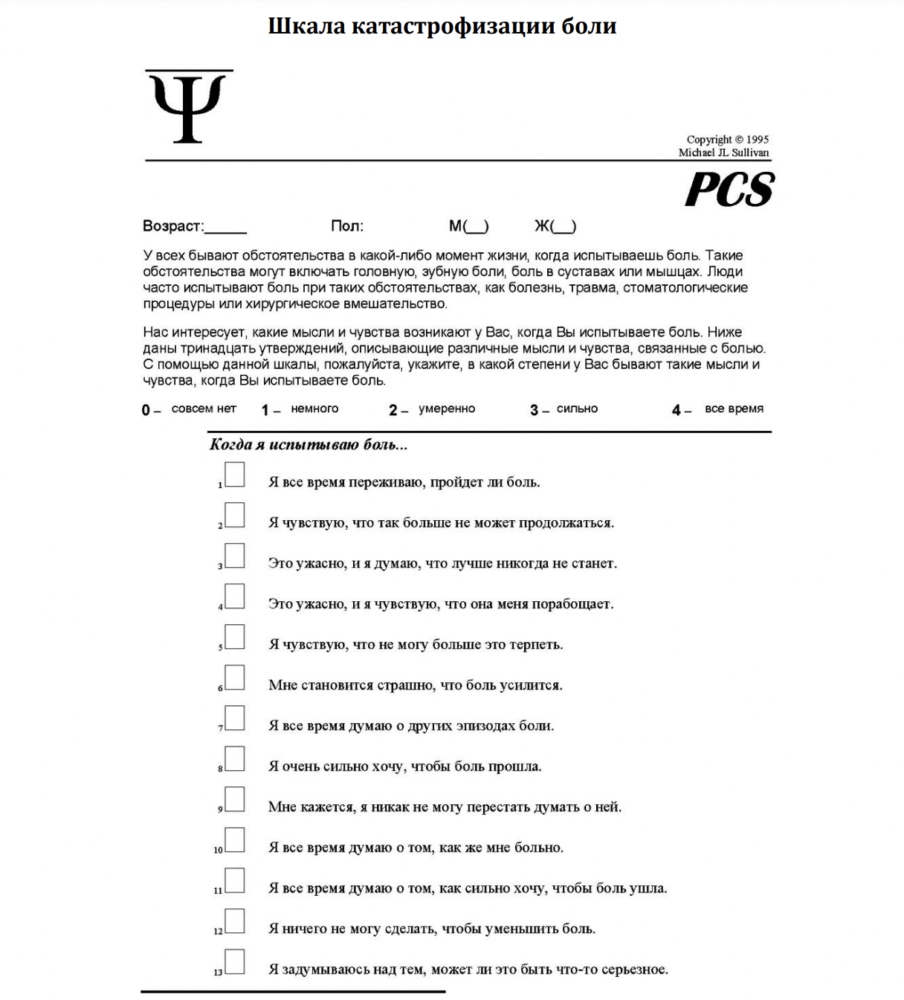 Шкала катастрофизации боли
Ψ
Copyright © 1995
Michael JL Sullivan
PCS
Возраст:_____ Пол: М(__) Ж(__)
У всех бывают обстоятельства в какой-либо момент жизни, когда испытываешь боль. Такие
обстоятельства могут включать головную, зубную боли, боль в суставах или мышцах. Люди
часто испытывают боль при таких обстоятельствах, как болезнь, травма, стоматологические
процедуры или хирургическое вмешательство.
Нас интересует, какие мысли и чувства возникают у Вас, когда Вы испытываете боль. Ниже
даны тринадцать утверждений, описывающие различные мысли и чувства, связанные с болью.
С помощью данной шкалы, пожалуйста, укажите, в какой степени у Вас бывают такие мысли и
чувства, когда Вы испытываете боль.
0 – совсем нет 1 – немного 2 – умеренно 3 – сильно 4 – все время
Когда я испытываю боль...
1 Я все время переживаю, пройдет ли боль.
2 Я чувствую, что так больше не может продолжаться.
3 Это ужасно, и я думаю, что лучше никогда не станет.
4 Это ужасно, и я чувствую, что она меня порабощает.
5 Я чувствую, что не могу больше это терпеть.
6 Мне становится страшно, что боль усилится.
7 Я все время думаю о других эпизодах боли.
8 Я очень сильно хочу, чтобы боль прошла.
9 Мне кажется, я никак не могу перестать думать о ней.
10 Я все время думаю о том, как же мне больно.
11 Я все время думаю о том, как сильно хочу, чтобы боль ушла.
12 Я ничего не могу сделать, чтобы уменьшить боль.
13 Я задумываюсь над тем, может ли это быть что-то серьезное.